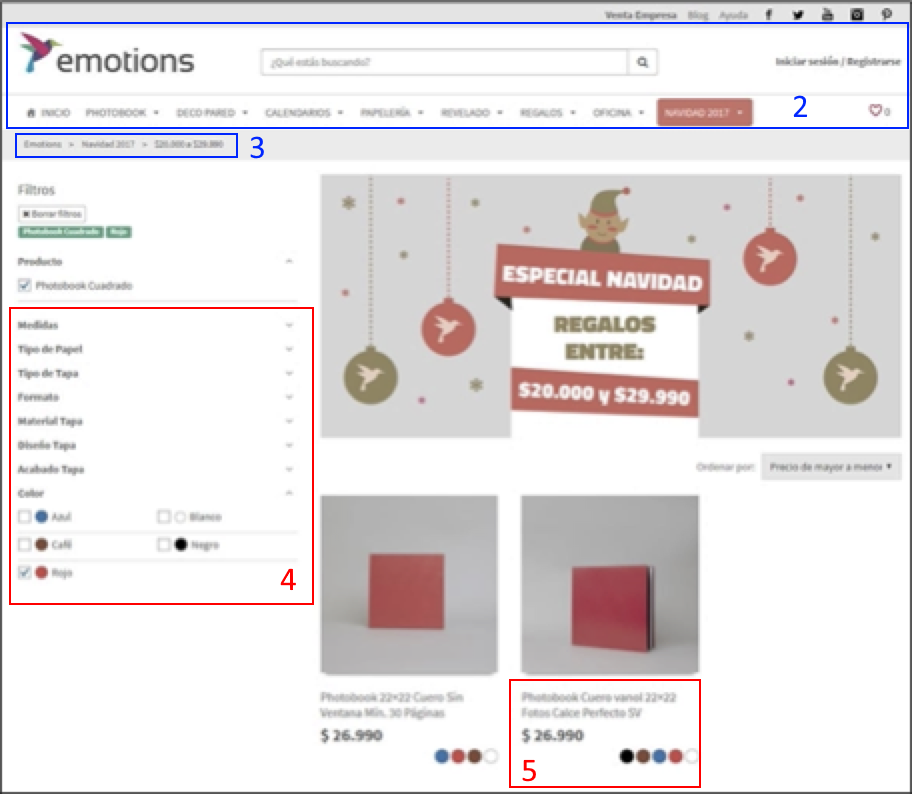 Venta Empresa Blog Ayuda
emotions
¿Qué estás buscando?
Iniciar sesión / Registrarse
INICIO PHOTOBOOK DECO PARED CALENDARIOS PAPELERÍA REVELADO REGALOS OFICINA NAVIDAD 2017 2 0
Emotions > Navidad 2017 > $20.000 a $29.990 3
Filtros
✖ Borrar filtros
Photobook Cuadrado Rojo
Producto
Photobook Cuadrado
Medidas
Tipo de Papel
Tipo de Tapa
Formato
Material Tapa
Diseño Tapa
Acabado Tapa
Color
Azul Blanco
Café Negro
Rojo
4
ESPECIAL NAVIDAD
REGALOS
ENTRE:
$20.000 y $29.990
Ordenar por: Precio de mayor a menor
Photobook 22×22 Cuero Sin
Ventana Mín. 30 Páginas
$ 26.990
Photobook Cuero vanol 22×22
Fotos Calce Perfecto SV
$ 26.990
5